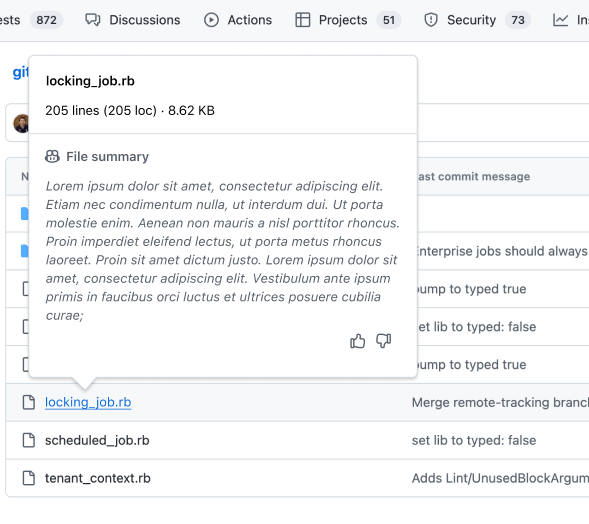 ests 872 Discussions Actions Projects 51 Security 73 In
git
locking_job.rb
205 lines (205 loc) · 8.62 KB
File summary
N ast commit message
Lorem ipsum dolor sit amet, consectetur adipiscing elit.
Etiam nec condimentum nulla, ut interdum dui. Ut porta
molestie enim. Aenean non mauris a nisl porttitor rhoncus.
Proin imperdiet eleifend lectus, ut porta metus rhoncus
laoreet. Proin sit amet dictum justo. Lorem ipsum dolor sit
amet, consectetur adipiscing elit. Vestibulum ante ipsum
primis in faucibus orci luctus et ultrices posuere cubilia
curae;
Enterprise jobs should always
bump to typed true
set lib to typed: false
bump to typed true
locking_job.rb Merge remote-tracking branc
scheduled_job.rb set lib to typed: false
tenant_context.rb Adds Lint/UnusedBlockArgum